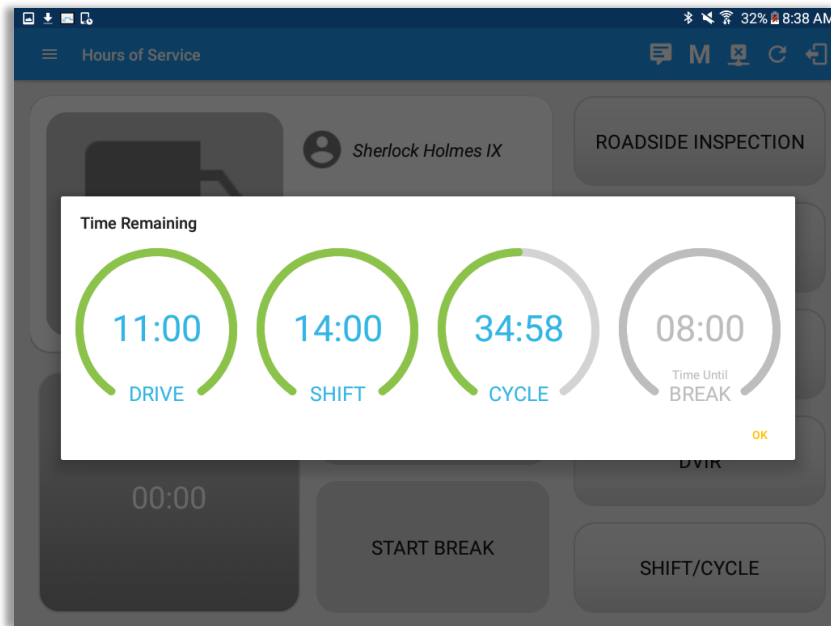 32% 8:38 AM
Hours of Service
M
Sherlock Holmes IX
ROADSIDE INSPECTION
Time Remaining
11:00
DRIVE
14:00
SHIFT
34:58
CYCLE
08:00
Time Until
BREAK
OK
DVIR
00:00
START BREAK
SHIFT/CYCLE